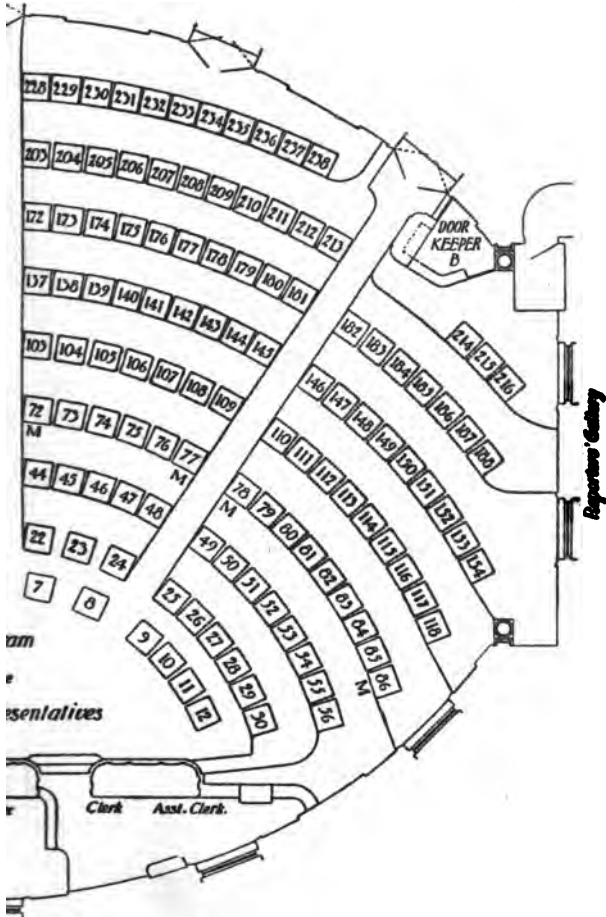 228 229 230 231 232 233 234 235 236 237 238
203 204 205 206 207 208 209 210 211 212 213
DOOR
KEEPER
B
172 173 174 175 176 177 178 179 180 181
214 215 216
137 138 139 140 141 142 143 144 145
182 183 184 185 186 187 188
103 104 105 106 107 108 109
146 147 148 149 150 151 152 153 154
Reporters' Gallery
72 73 74 75 76 77
M M
110 111 112 113 114 115 116 117 118
44 45 46 47 48
78 79 80 81 82 83 84 85 86
M M
22 23 24
49 50 51 52 53 54 55 56
7 8
25 26 27 28 29 30
9 10 11 12
am
e
esentatives
Clerk Asst. Clerk.